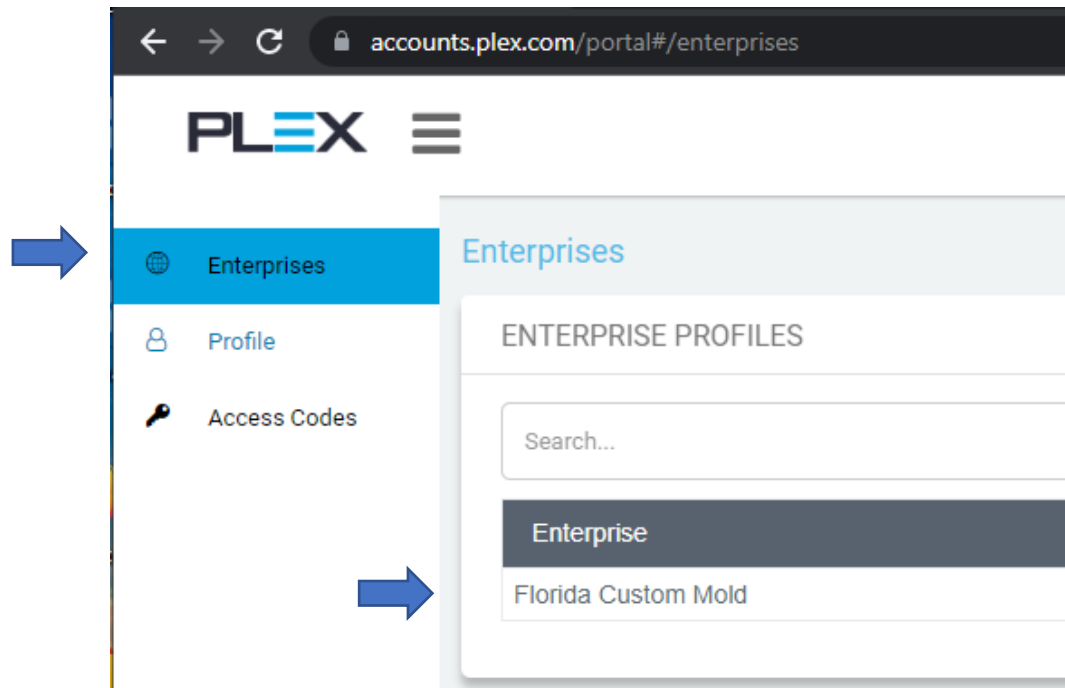 accounts.plex.com/portal#/enterprises
PLEX
Enterprises
Profile
Access Codes
Enterprises
ENTERPRISE PROFILES
Search...
Enterprise
Florida Custom Mold